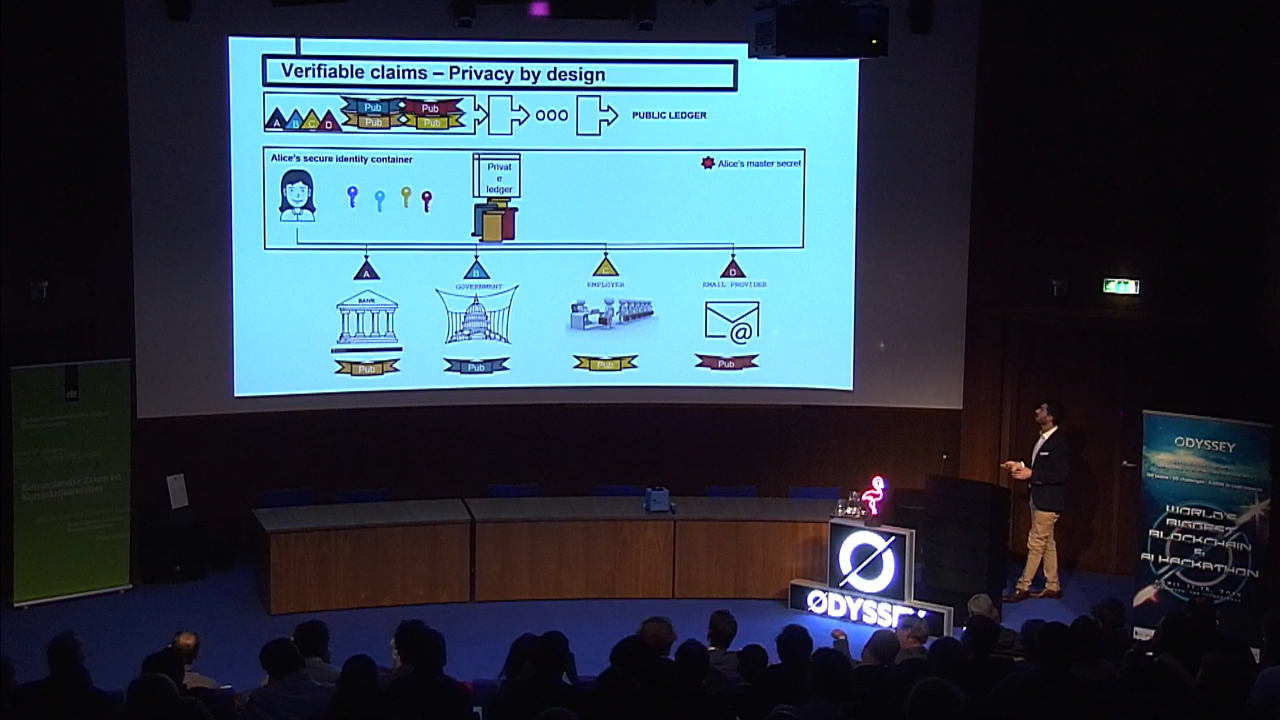 Verifiable claims – Privacy by design
A B C D Pub Pub
Pub Pub
OOO
PUBLIC LEDGER
Alice's secure identity container
Privat
e
ledger
Alice's master secret
A B C D
GOVERNMENT EMPLOYER EMAIL PROVIDER
BANK
@
Pub Pub Pub Pub
ODYSSEY
WORLD'S
BIGGEST
BLOCKCHAIN
&
AI HACKATHON
ØDYSSEY